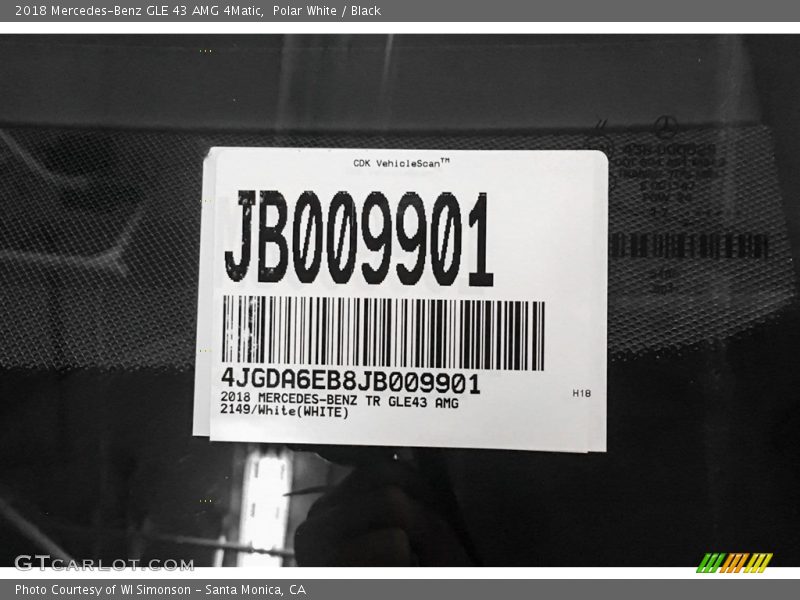 2018 Mercedes-Benz GLE 43 AMG 4Matic,  Polar White / Black
CDK VehicleScan™
JB009901
4JGDA6EB8JB009901
2018 MERCEDES-BENZ TR GLE43 AMG
2149/White(WHITE)
H18
GTCARLOT.COM
Photo Courtesy of WI Simonson - Santa Monica, CA